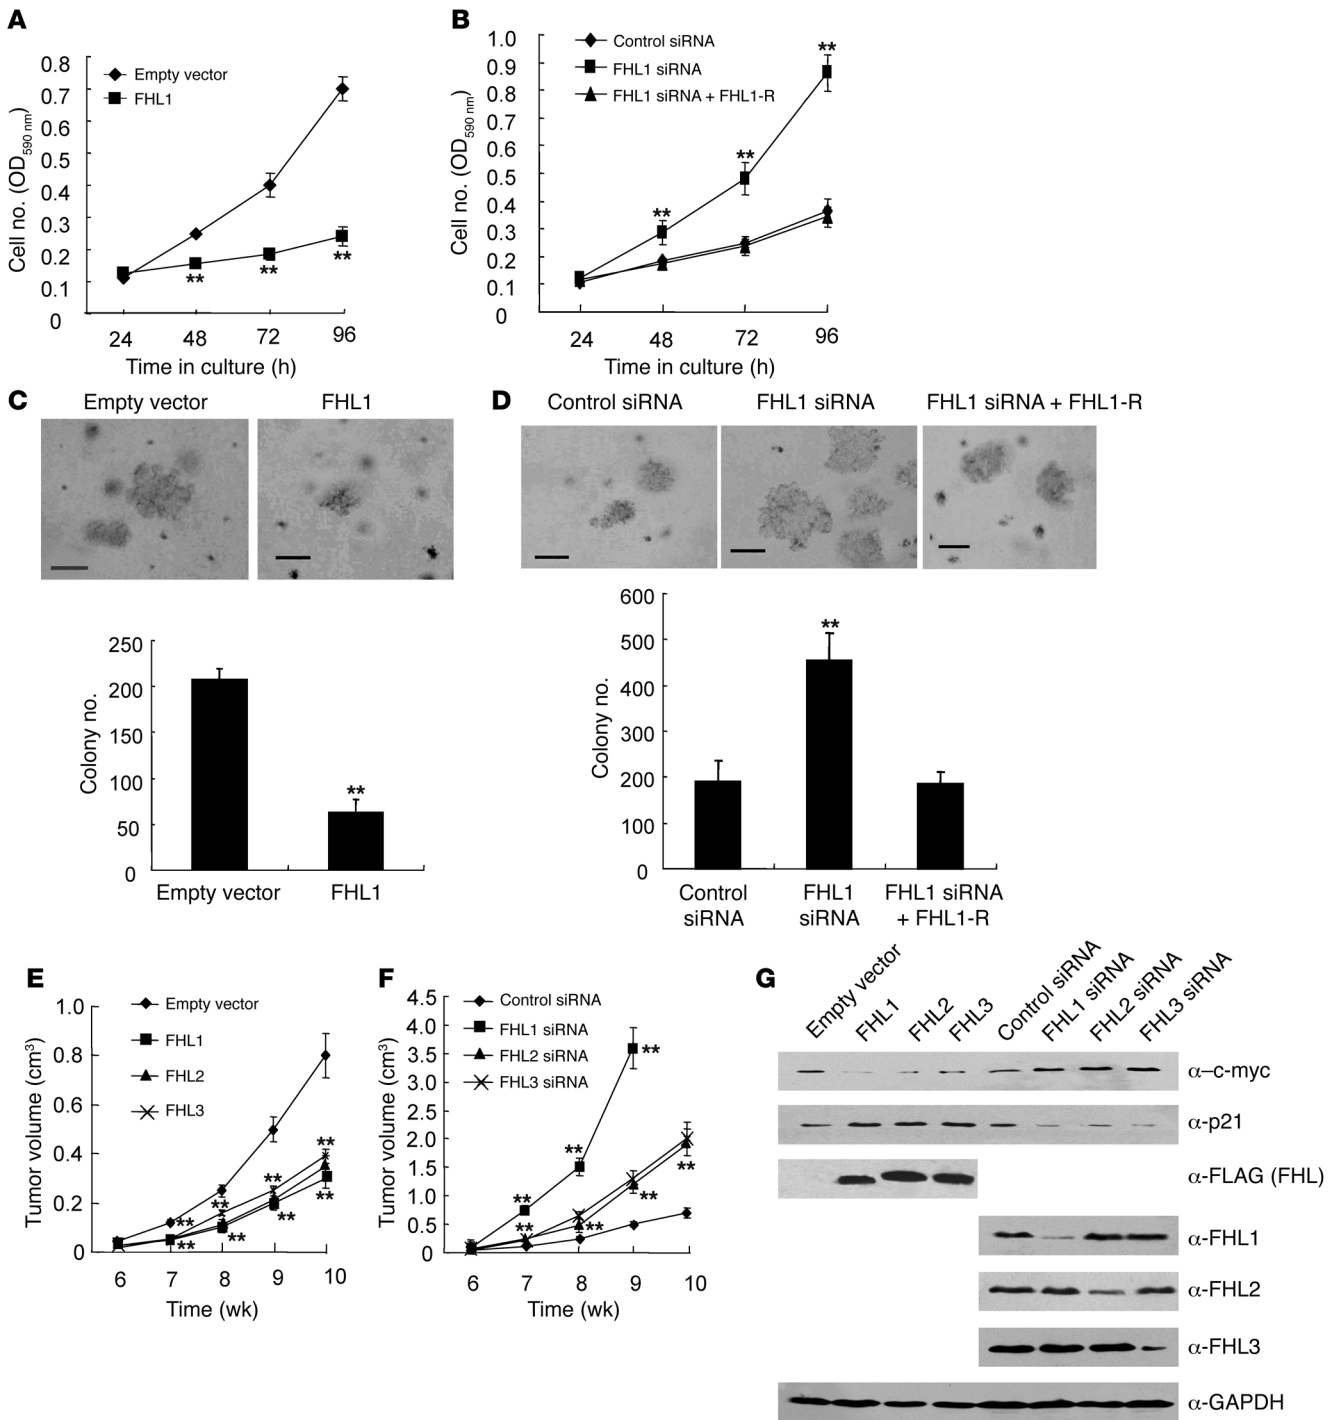 A
Empty vector
FHL1
Cell no. (OD590 nm)
0.8
0.7
0.6
0.5
0.4
0.3
0.2
0.1
0
**
**
**
24 48 72 96
Time in culture (h)
B
Control siRNA
FHL1 siRNA
FHL1 siRNA + FHL1-R
Cell no. (OD590 nm)
1.0
0.9
0.8
0.7
0.6
0.5
0.4
0.3
0.2
0.1
0
**
**
**
24 48 72 96
Time in culture (h)
C
Empty vector FHL1
Colony no.
250
200
150
100
50
0
**
Empty vector FHL1
D
Control siRNA FHL1 siRNA FHL1 siRNA + FHL1-R
Colony no.
600
500
400
300
200
100
0
**
Control siRNA
FHL1 siRNA
FHL1 siRNA + FHL1-R
E
Empty vector
FHL1
FHL2
FHL3
Tumor volume (cm³)
1.0
0.8
0.6
0.4
0.2
0
**
**
**
**
**
**
**
**
6 7 8 9 10
Time (wk)
F
Control siRNA
FHL1 siRNA
FHL2 siRNA
FHL3 siRNA
Tumor volume (cm³)
4.5
4.0
3.5
3.0
2.5
2.0
1.5
1.0
0.5
0
**
**
**
**
**
**
**
6 7 8 9 10
Time (wk)
G
Empty vector
FHL1
FHL2
FHL3
Control siRNA
FHL1 siRNA
FHL2 siRNA
FHL3 siRNA
α–c-myc
α-p21
α-FLAG (FHL)
α-FHL1
α-FHL2
α-FHL3
α-GAPDH